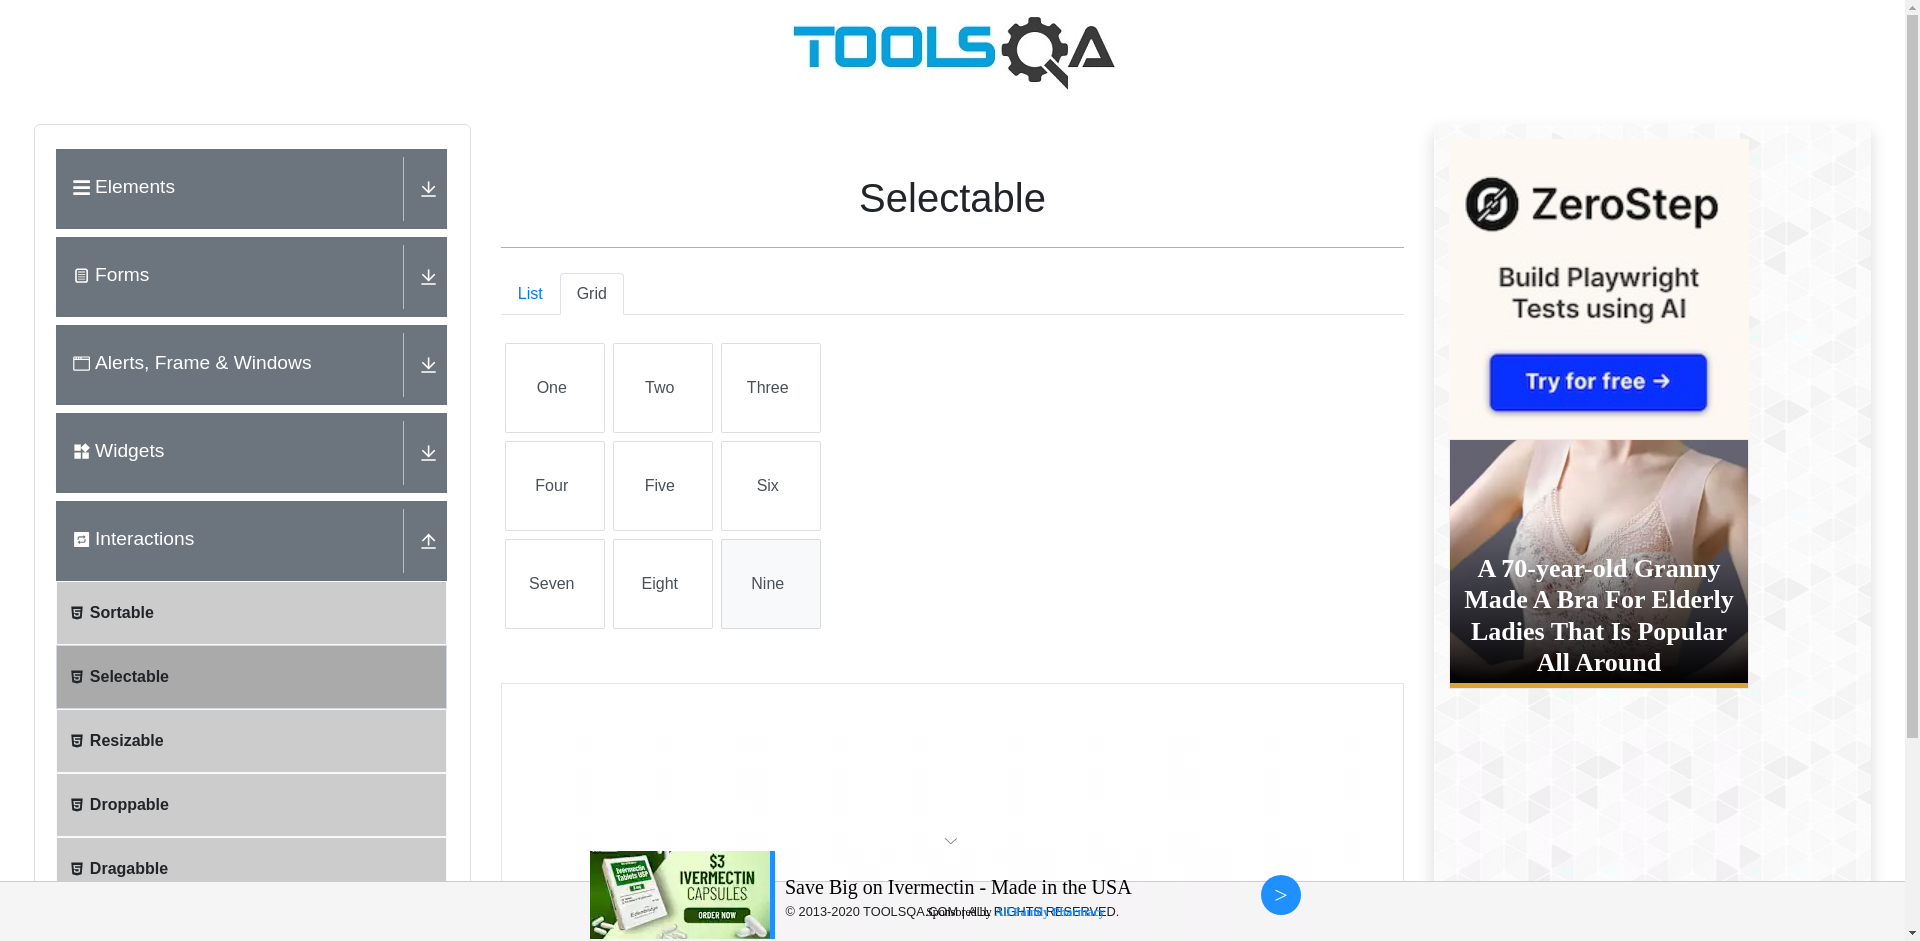 TOOLSQA
Elements
Forms
Alerts, Frame & Windows
Widgets
Interactions
Sortable
Selectable
Resizable
Droppable
Dragabble
Selectable
List
Grid
One
Two
Three
Four
Five
Six
Seven
Eight
Nine
ZeroStep
Build Playwright
Tests using AI
Try for free →
A 70-year-old Granny
Made A Bra For Elderly
Ladies That Is Popular
All Around
$3
IVERMECTIN
CAPSULES
ORDER NOW
Ivermectin
Tablets USP
Save Big on Ivermectin - Made in the USA
© 2013-2020 TOOLSQA.COM | ALL RIGHTS RESERVED.
>